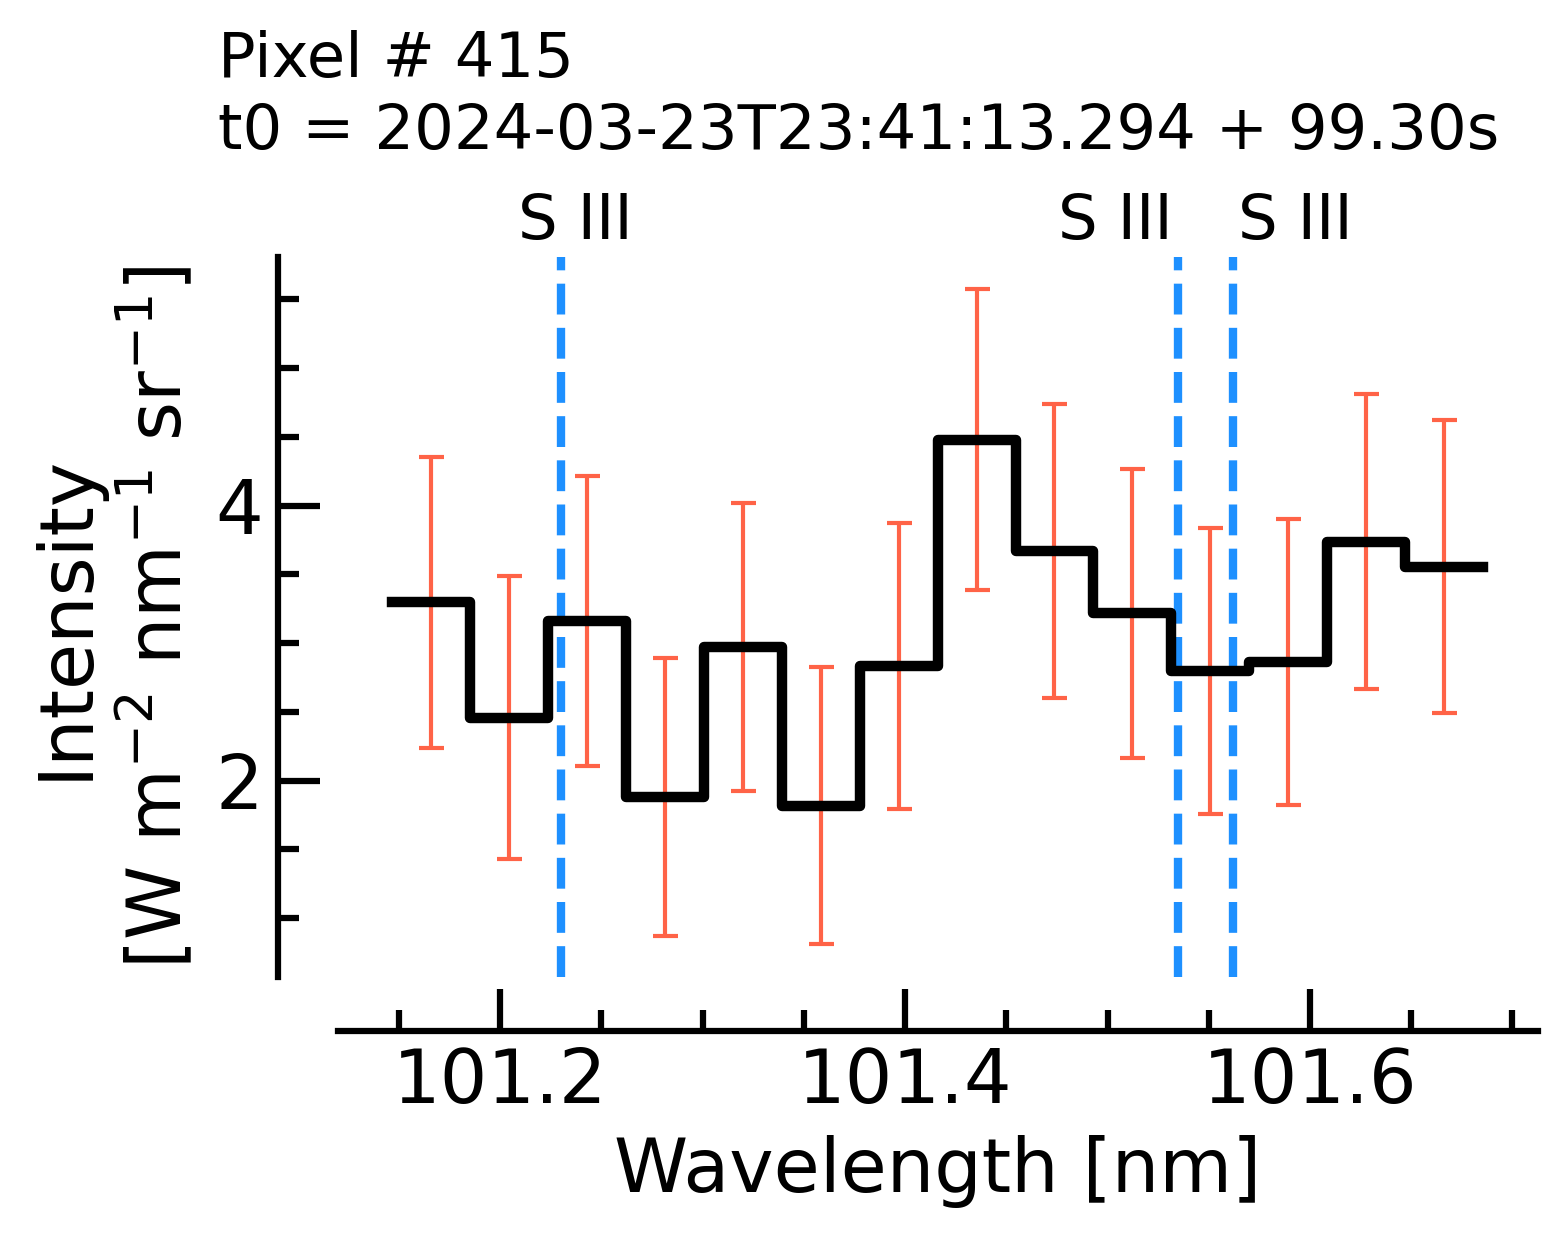 Pixel # 415
t0 = 2024-03-23T23:41:13.294 + 99.30s
S III S III S III
Intensity
[W m⁻² nm⁻¹ sr⁻¹]
4
2
101.2 101.4 101.6
Wavelength [nm]